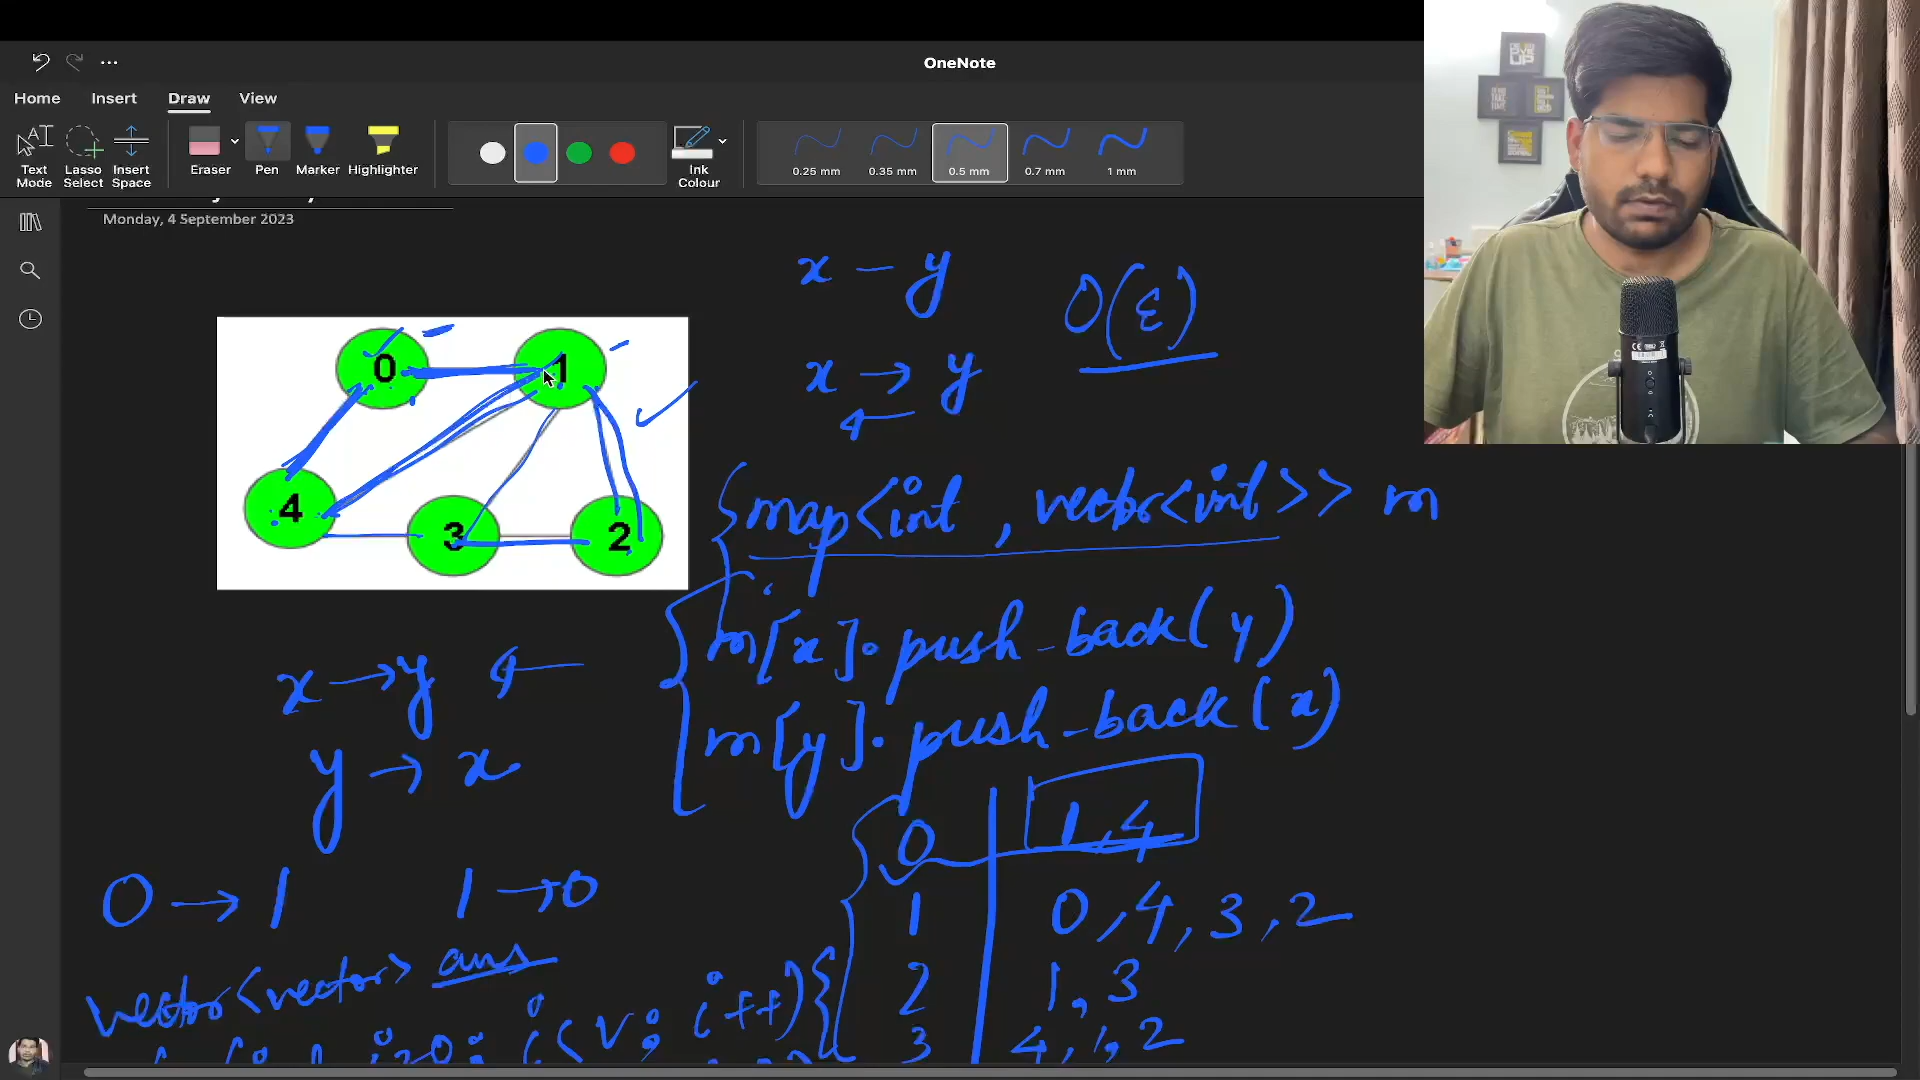 OneNote
Home Insert Draw View
Text Mode
Lasso Select
Insert Space
Eraser
Pen
Marker
Highlighter
Ink Colour
0.25 mm
0.35 mm
0.5 mm
0.7 mm
1 mm
Monday, 4 September 2023
x - y
O(E)
x → y
←
0 1
4 3 2
map<int, vector<int>> m
m[x].push_back(y)
m[y].push_back(x)
x → y ←
y → x
0 → 1 1 → 0
0 | 1, 4
1 | 0, 4, 3, 2
2 | 1, 3
3 | 4, 1, 2
vector<vector> ans
i=0; i<V; i++){